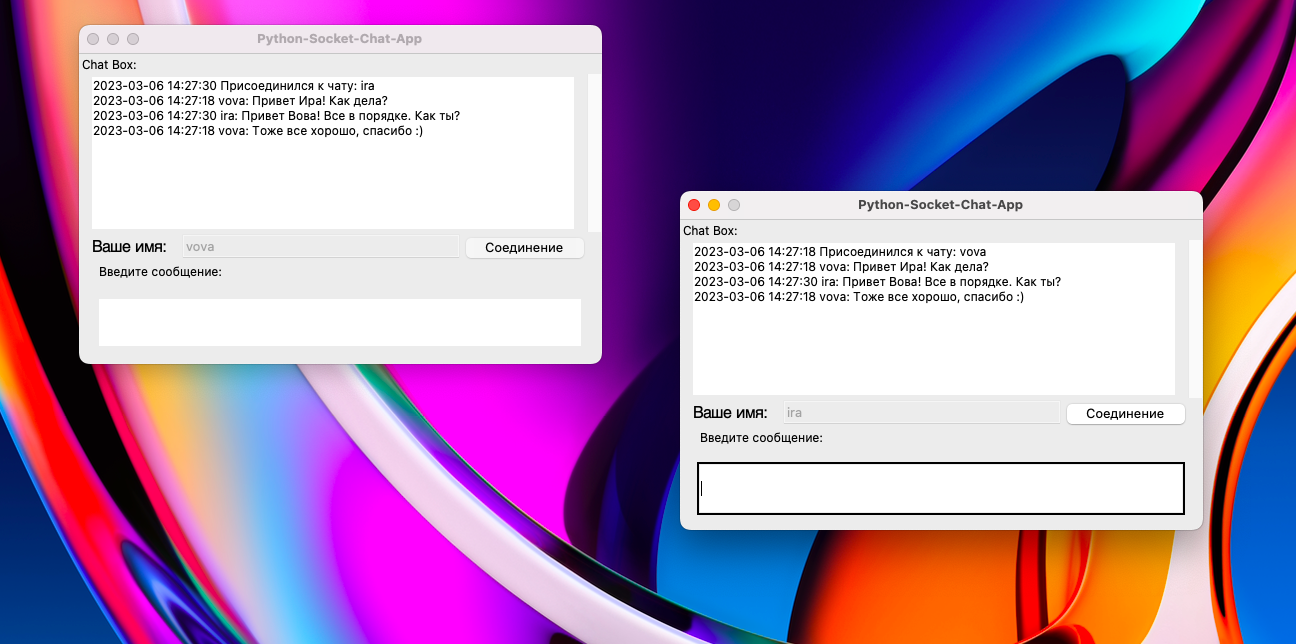 Python-Socket-Chat-App
Chat Box:
2023-03-06 14:27:30 Присоединился к чату: ira
2023-03-06 14:27:18 vova: Привет Ира! Как дела?
2023-03-06 14:27:30 ira: Привет Вова! Все в порядке. Как ты?
2023-03-06 14:27:18 vova: Тоже все хорошо, спасибо :)
Ваше имя: vova Соединение
Введите сообщение:
Python-Socket-Chat-App
Chat Box:
2023-03-06 14:27:18 Присоединился к чату: vova
2023-03-06 14:27:18 vova: Привет Ира! Как дела?
2023-03-06 14:27:30 ira: Привет Вова! Все в порядке. Как ты?
2023-03-06 14:27:18 vova: Тоже все хорошо, спасибо :)
Ваше имя: ira Соединение
Введите сообщение: